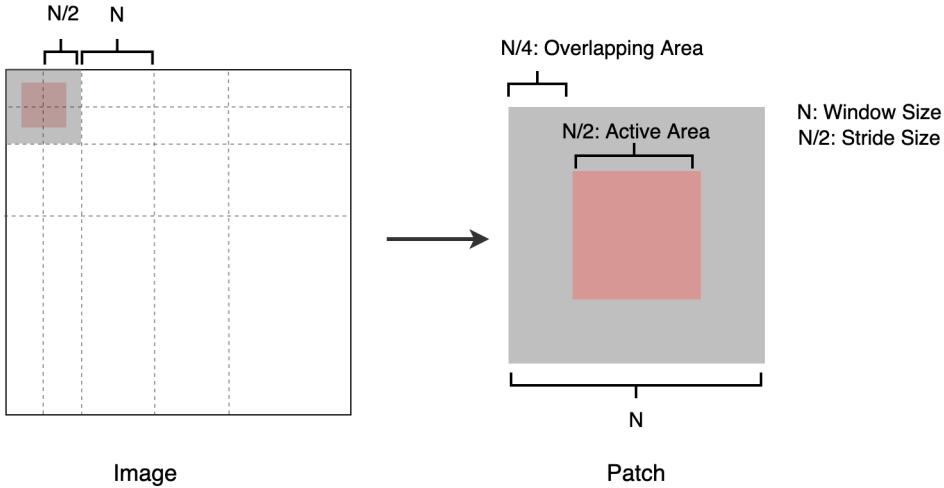 N/2
N
N/4: Overlapping Area
N/2: Active Area
N: Window Size
N/2: Stride Size
N
Image
Patch